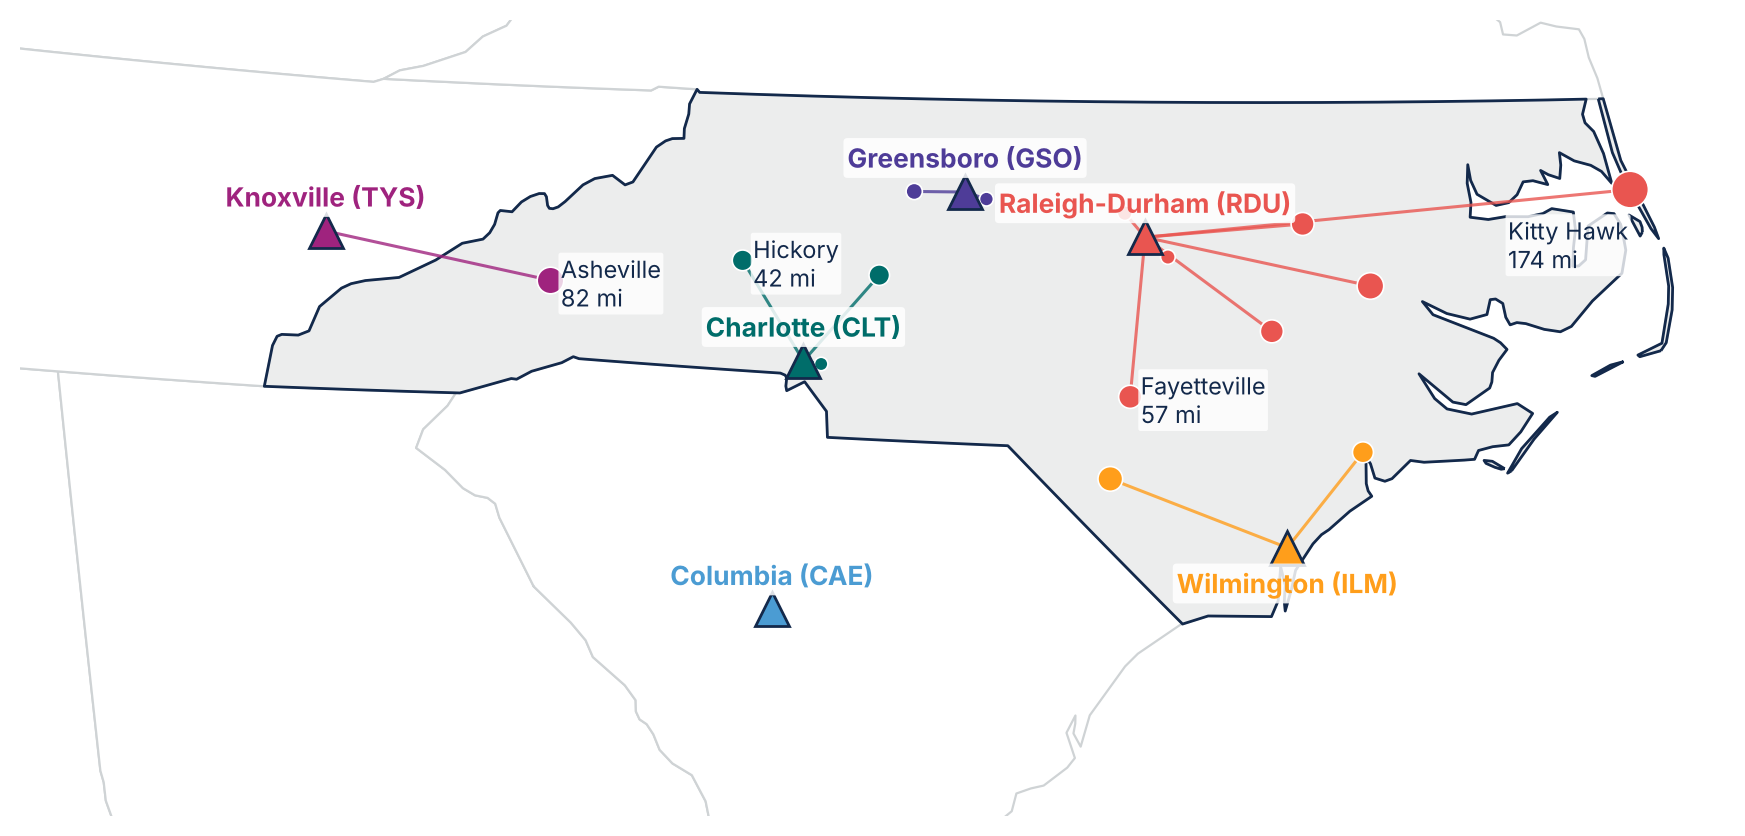 Greensboro (GSO)
Knoxville (TYS)
Raleigh-Durham (RDU)
Kitty Hawk
174 mi
Hickory
42 mi
Asheville
82 mi
Charlotte (CLT)
Fayetteville
57 mi
Columbia (CAE)
Wilmington (ILM)